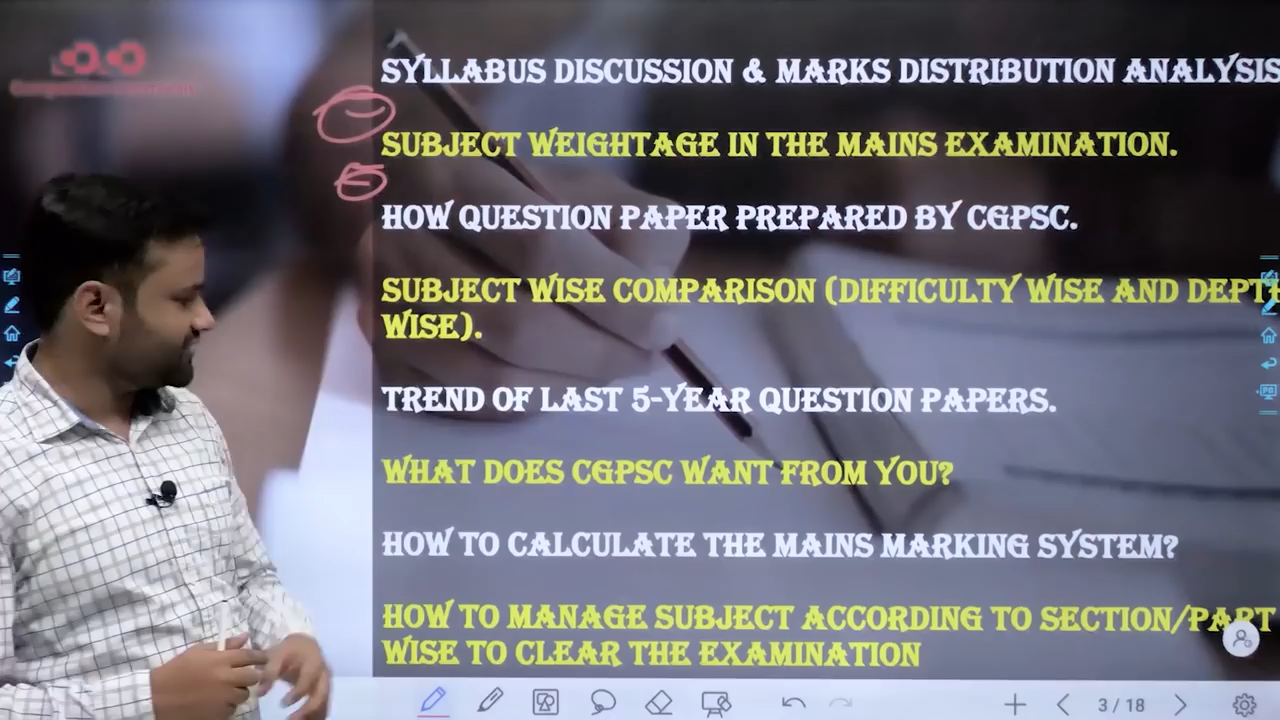 SYLLABUS DISCUSSION & MARKS DISTRIBUTION ANALYSIS
SUBJECT WEIGHTAGE IN THE MAINS EXAMINATION.
HOW QUESTION PAPER PREPARED BY CGPSC.
SUBJECT WISE COMPARISON (DIFFICULTY WISE AND DEPTH
WISE).
TREND OF LAST 5-YEAR QUESTION PAPERS.
WHAT DOES CGPSC WANT FROM YOU?
HOW TO CALCULATE THE MAINS MARKING SYSTEM?
HOW TO MANAGE SUBJECT ACCORDING TO SECTION/PART
WISE TO CLEAR THE EXAMINATION
3 / 18